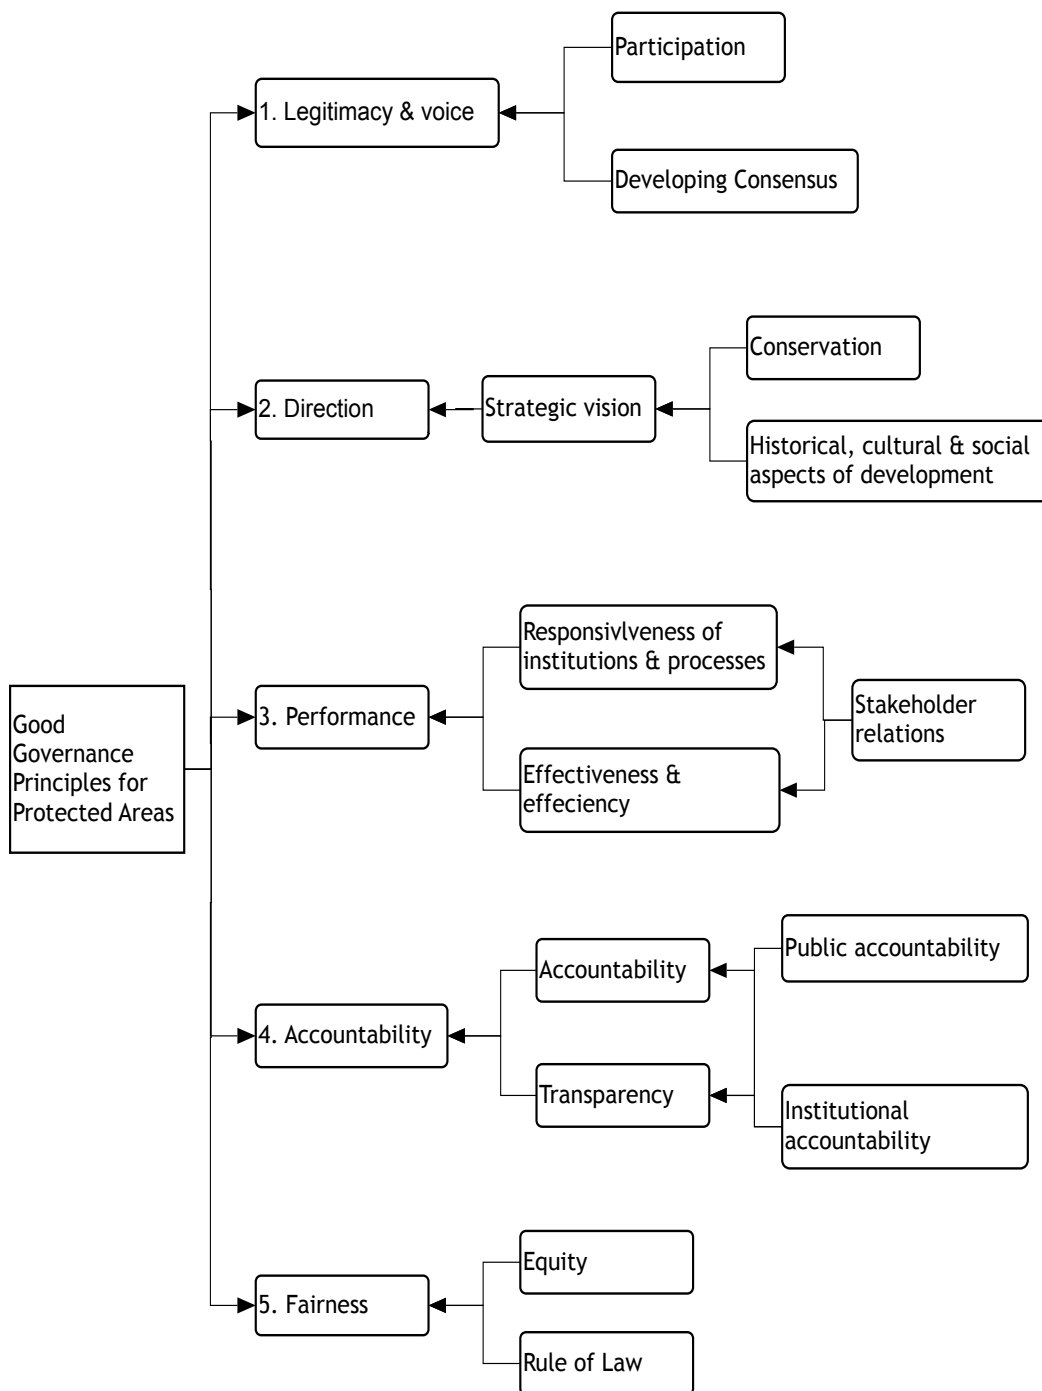 Participation
1. Legitimacy & voice
Developing Consensus
Conservation
2. Direction
Strategic vision
Historical, cultural & social
aspects of development
Responsivlveness of
institutions & processes
Good
Governance
Principles for
Protected Areas
3. Performance
Stakeholder
relations
Effectiveness &
effeciency
Public accountability
Accountability
4. Accountability
Transparency
Institutional
accountability
Equity
5. Fairness
Rule of Law